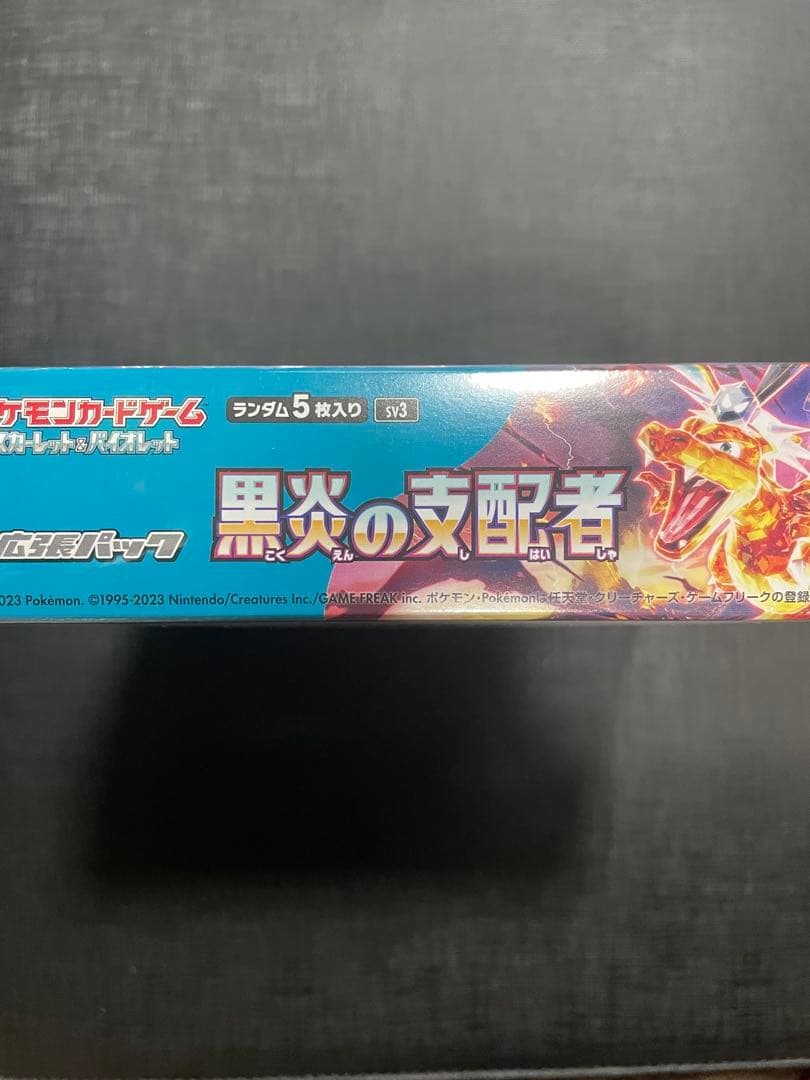 ケモンカードゲーム
スカーレット&バイオレット
拡張パック
ランダム5枚入り sv3
黒炎の支配者
こくえんのしはいしゃ
023 Pokémon. ©1995-2023 Nintendo/Creatures Inc./GAME FREAK inc. ポケモン・Pokémonは任天堂・クリーチャーズ・ゲームフリークの登録